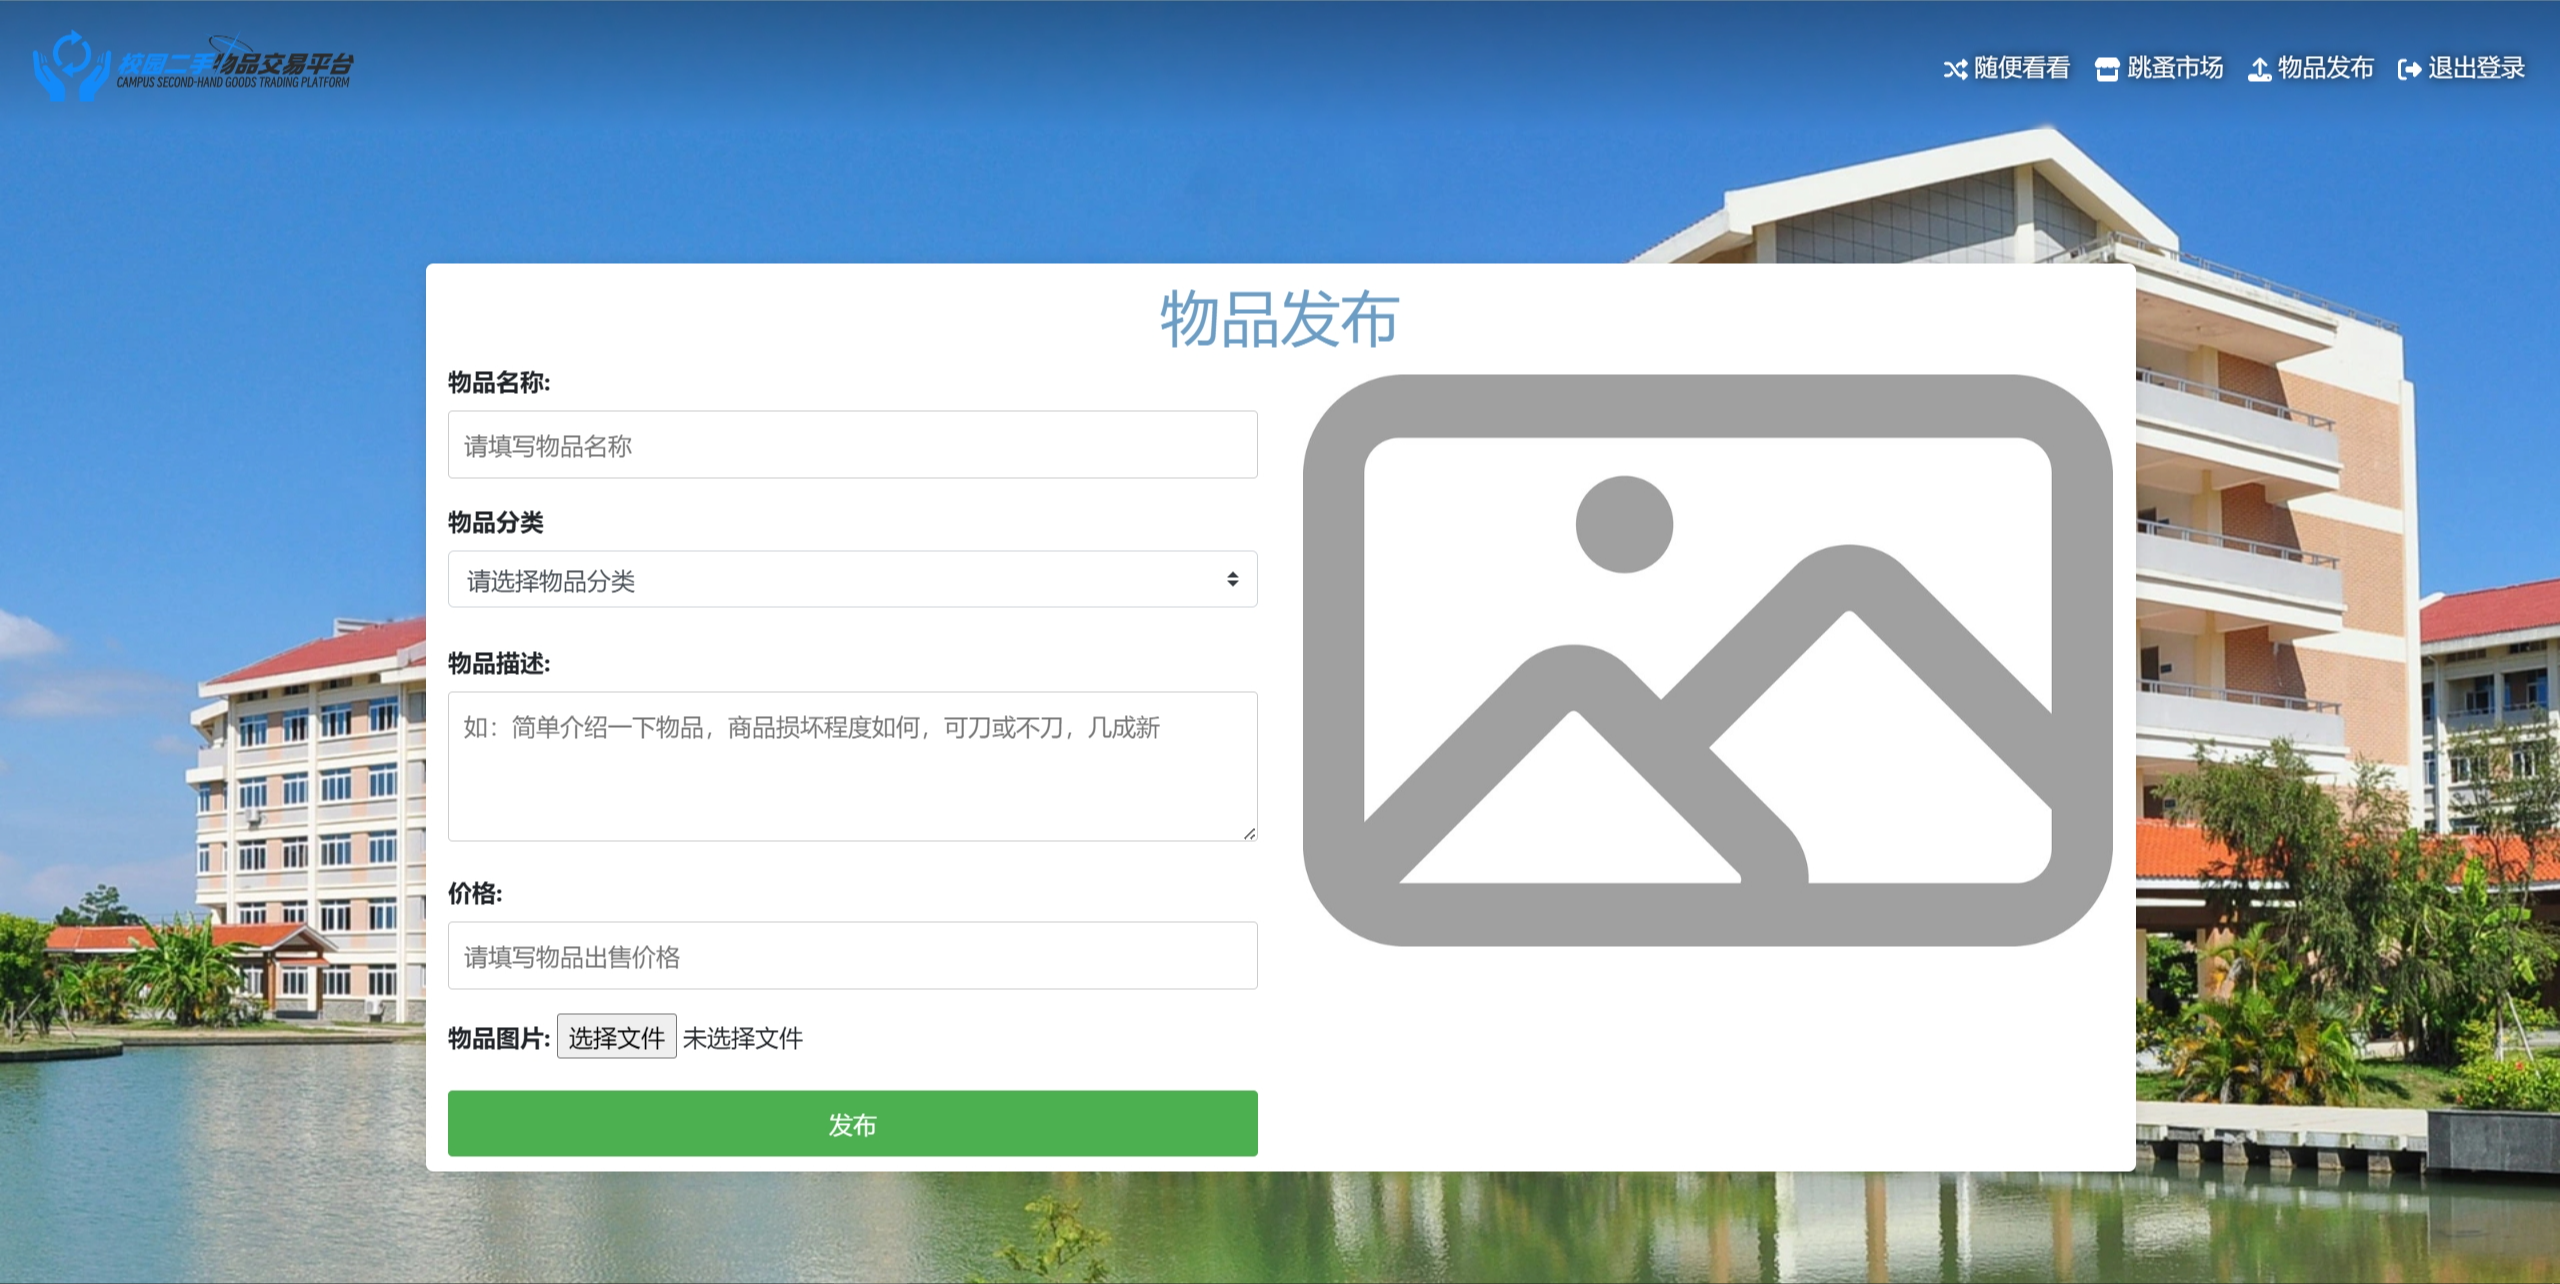 校园二手物品交易平台
CAMPUS SECOND-HAND GOODS TRADING PLATFORM
随便看看 跳蚤市场 物品发布 退出登录
物品发布
物品名称:
请填写物品名称
物品分类
请选择物品分类
物品描述:
如：简单介绍一下物品，商品损坏程度如何，可刀或不刀，几成新
价格:
请填写物品出售价格
物品图片: 选择文件 未选择文件
发布